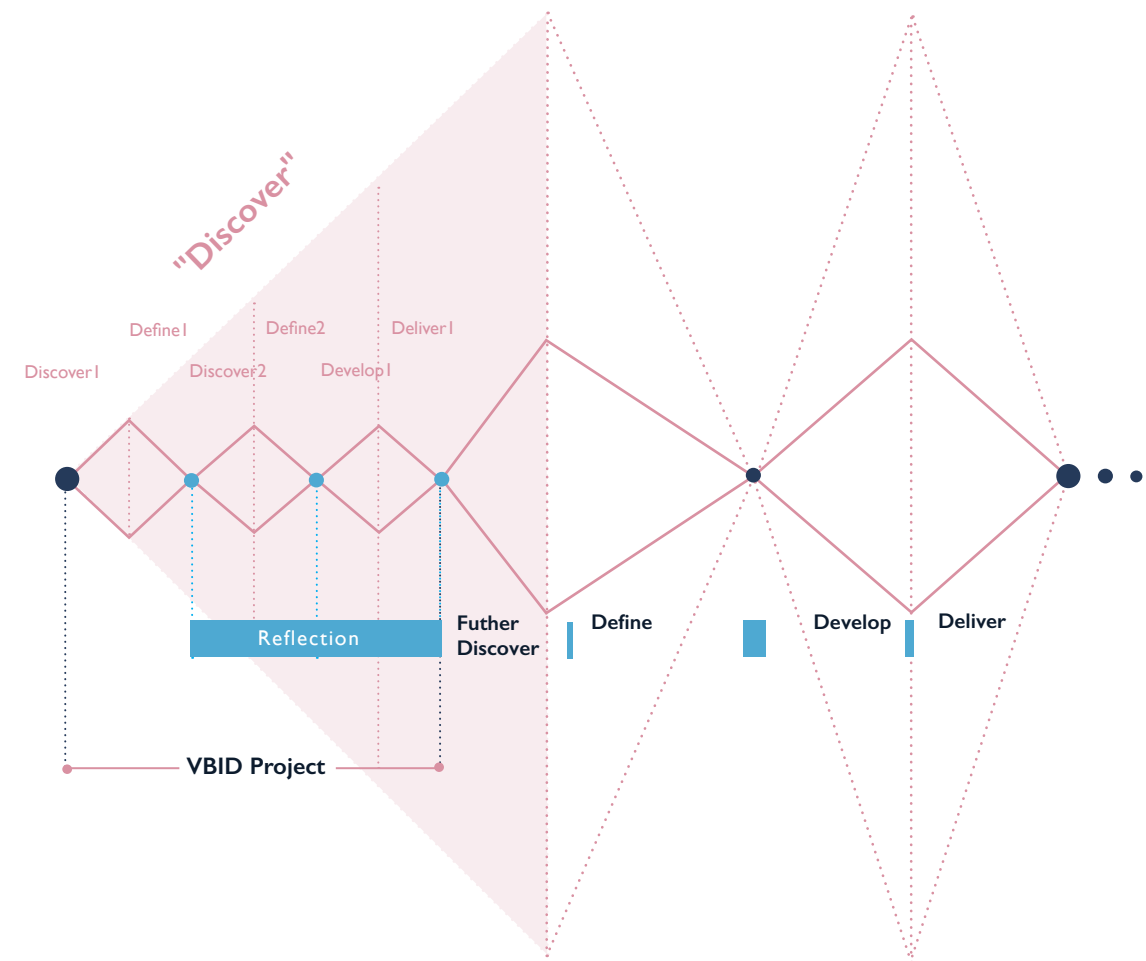 "Discover"
Define1
Define2
Deliver1
Discover1
Discover2
Develop1
Reflection
Futher
Discover
Define
Develop
Deliver
VBID Project